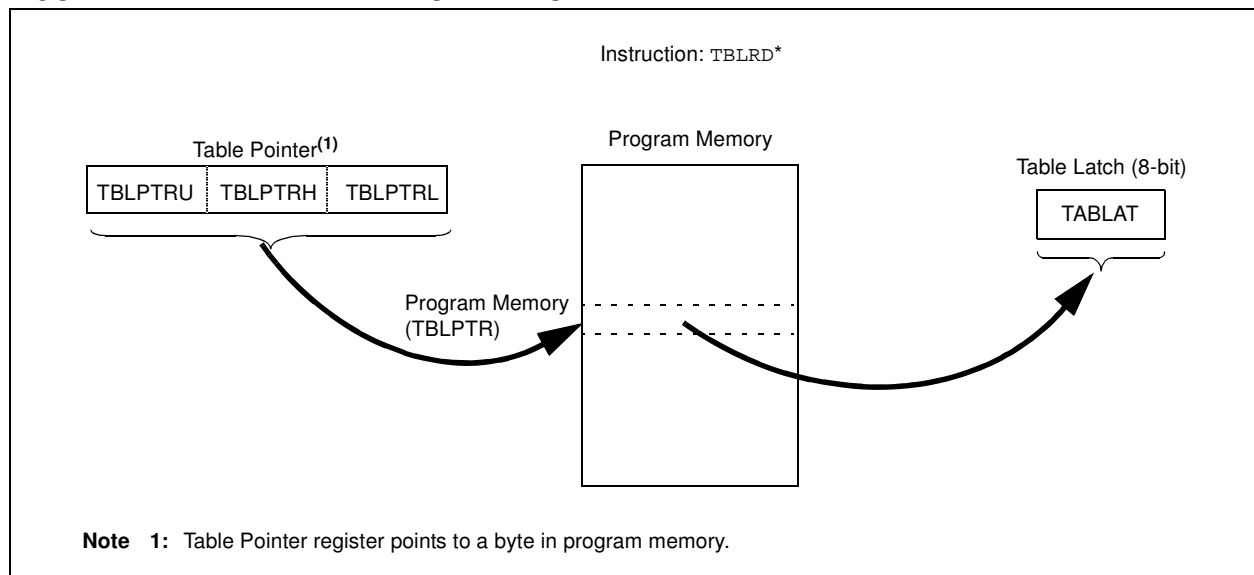 Instruction: TBLRD*
Table Pointer(1)
TBLPTRU TBLPTRH TBLPTRL
Program Memory
(TBLPTR)
Program Memory
Table Latch (8-bit)
TABLAT
Note 1: Table Pointer register points to a byte in program memory.